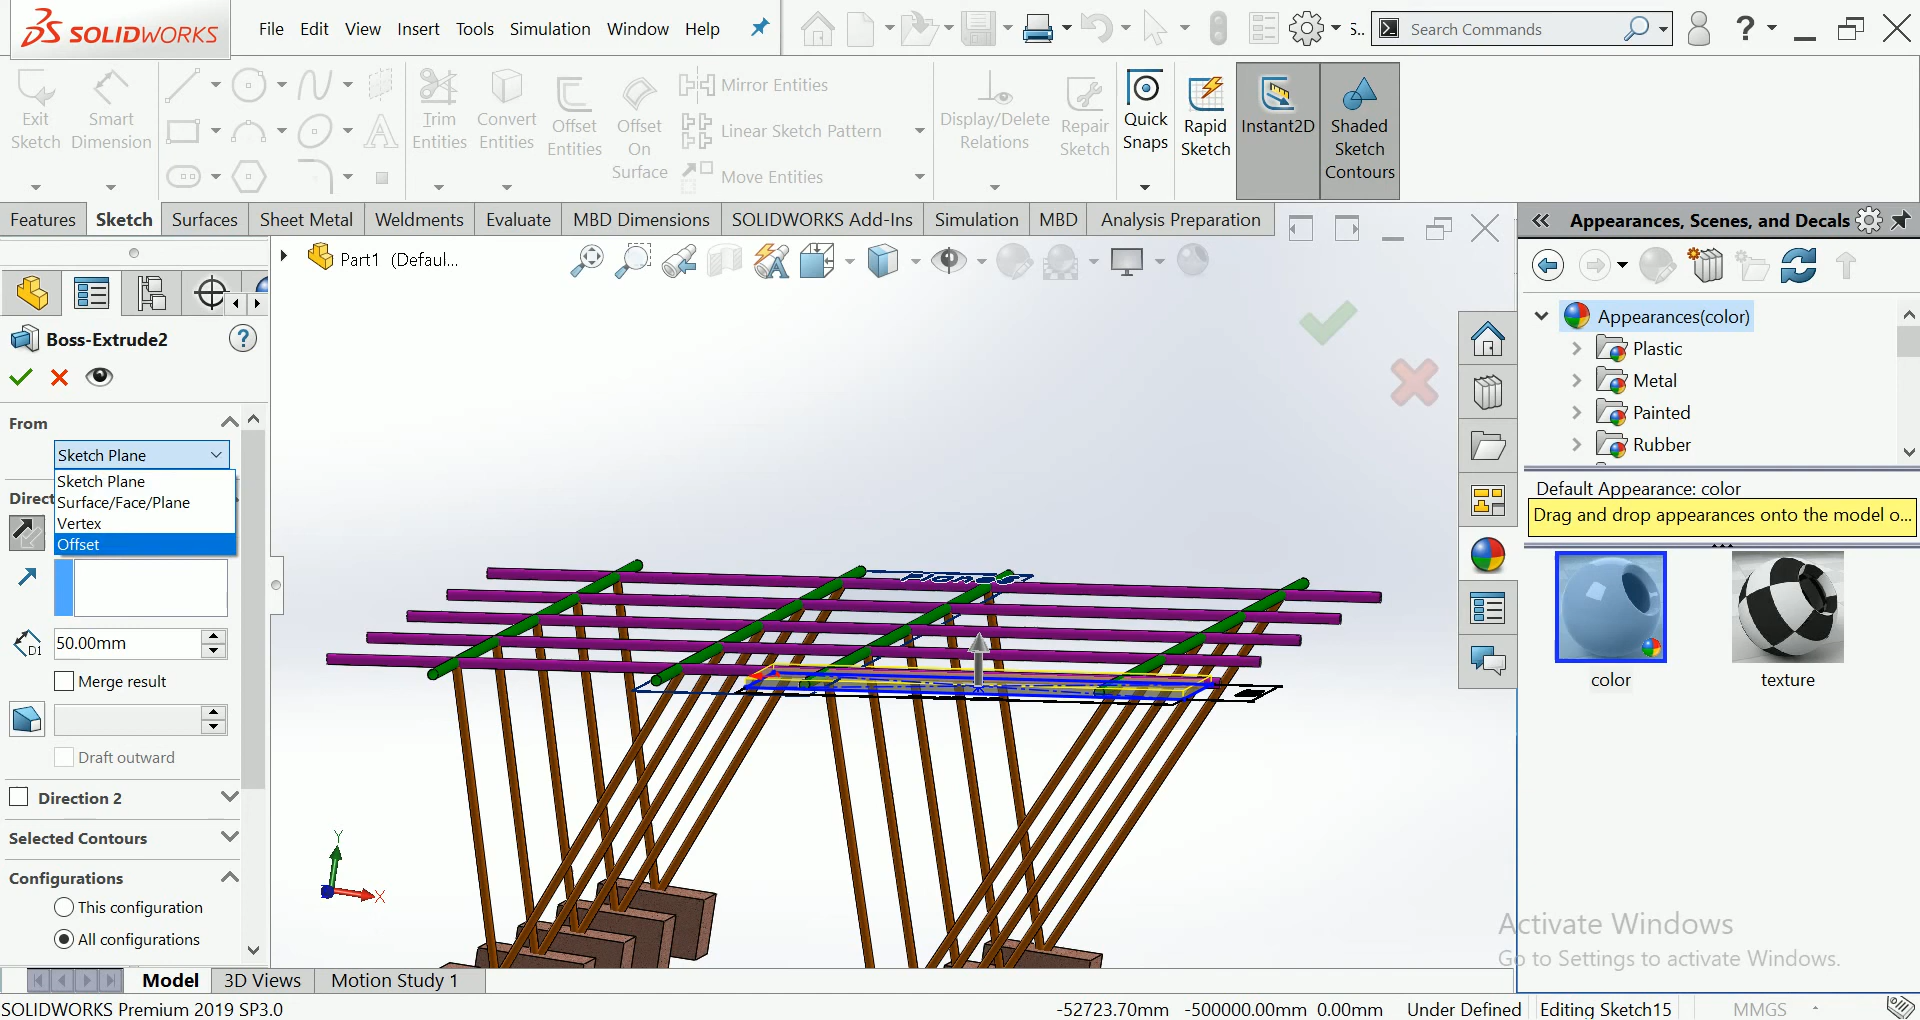 SOLIDWORKS
File Edit View Insert Tools Simulation Window Help
S.. Search Commands
Exit Sketch
Smart Dimension
Trim Entities
Convert Entities
Offset Entities
Offset On Surface
Mirror Entities
Linear Sketch Pattern
Move Entities
Display/Delete Relations
Repair Sketch
Quick Snaps
Rapid Sketch
Instant2D
Shaded Sketch Contours
Features Sketch Surfaces Sheet Metal Weldments Evaluate MBD Dimensions SOLIDWORKS Add-Ins Simulation MBD Analysis Preparation
Part1 (Defaul...
Boss-Extrude2
From
Sketch Plane
Sketch Plane
Surface/Face/Plane
Vertex
Offset
Direct
D1 50.00mm
Merge result
Draft outward
Direction 2
Selected Contours
Configurations
This configuration
All configurations
Y
X
Appearances, Scenes, and Decals
Appearances(color)
Plastic
Metal
Painted
Rubber
Default Appearance: color
Drag and drop appearances onto the model o...
color
texture
Activate Windows
Go to Settings to activate Windows.
Model 3D Views Motion Study 1
SOLIDWORKS Premium 2019 SP3.0
-52723.70mm -500000.00mm 0.00mm Under Defined Editing Sketch15 MMGS